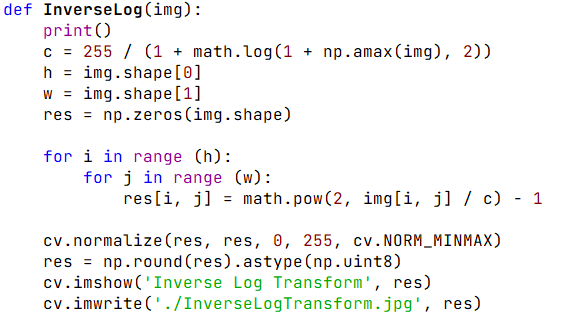 def InverseLog(img):
    print()
    c = 255 / (1 + math.log(1 + np.amax(img), 2))
    h = img.shape[0]
    w = img.shape[1]
    res = np.zeros(img.shape)

    for i in range (h):
        for j in range (w):
            res[i, j] = math.pow(2, img[i, j] / c) - 1

    cv.normalize(res, res, 0, 255, cv.NORM_MINMAX)
    res = np.round(res).astype(np.uint8)
    cv.imshow('Inverse Log Transform', res)
    cv.imwrite('./InverseLogTransform.jpg', res)